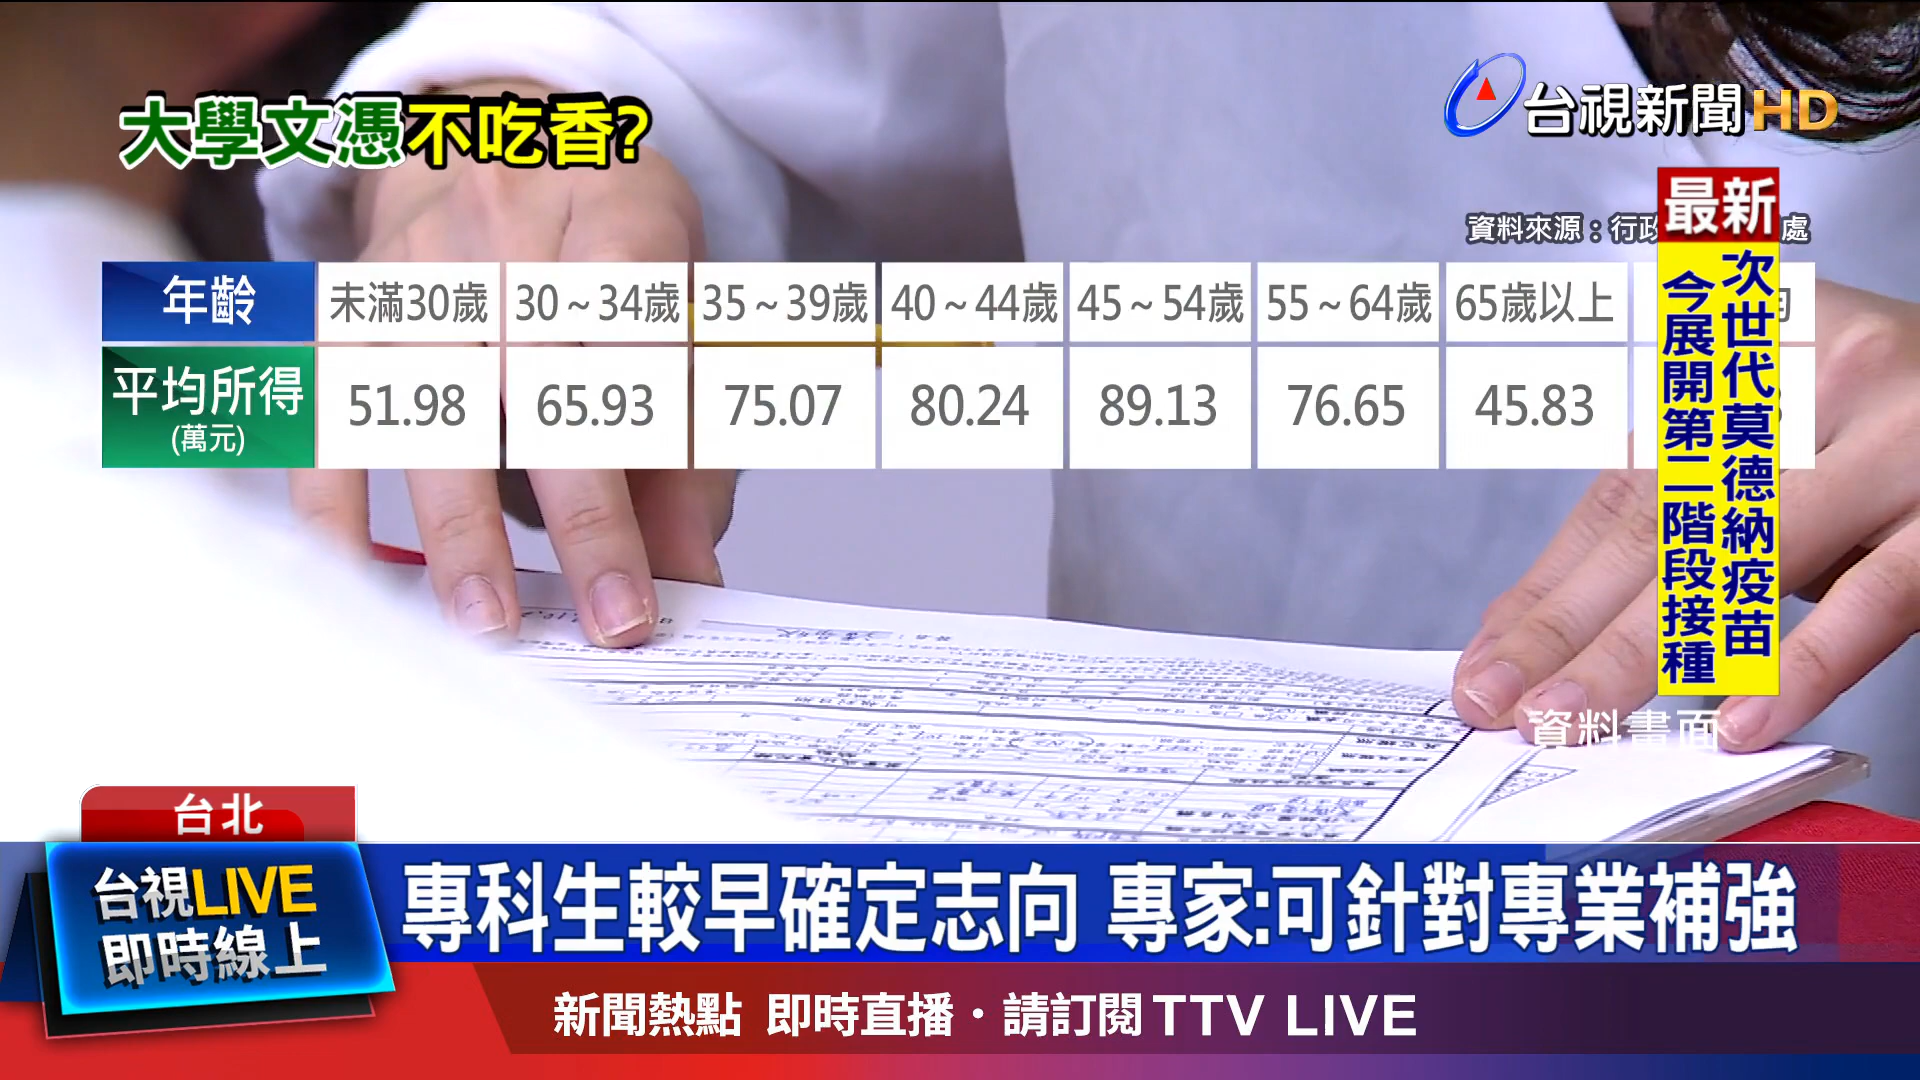 大學文憑不吃香?
台視新聞HD
資料來源：行政
處
最新
次世代莫德納疫苗
今展開第二階段接種
年齡 未滿30歲 30～34歲 35～39歲 40～44歲 45～54歲 55～64歲 65歲以上
平均所得 51.98 65.93 75.07 80.24 89.13 76.65 45.83
(萬元)
資料畫面
台北
台視LIVE
即時線上
專科生較早確定志向 專家:可針對專業補強
新聞熱點 即時直播・請訂閱TTV LIVE